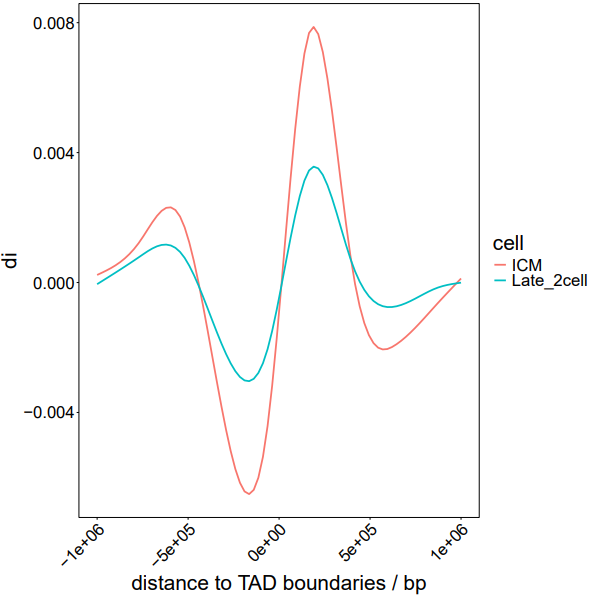 0.008
0.004
0.000
−0.004
di
−1e+06
−5e+05
0e+00
5e+05
1e+06
distance to TAD boundaries / bp
cell
ICM
Late_2cell